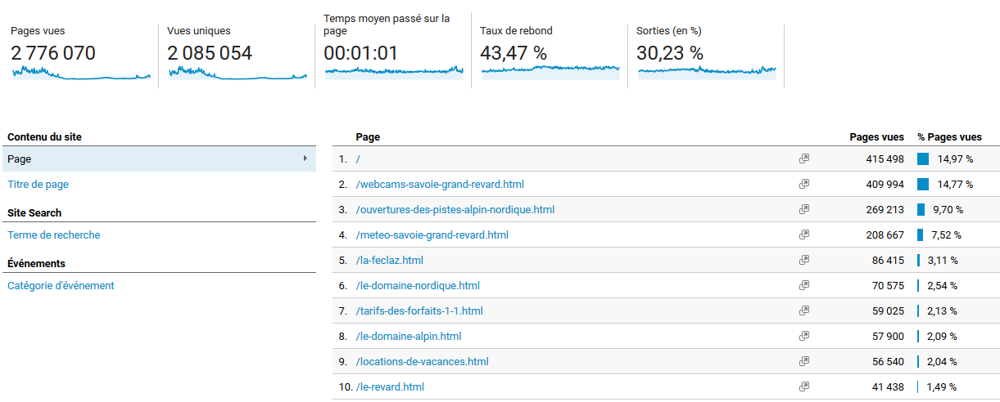 Pages vues
2 776 070
Vues uniques
2 085 054
Temps moyen passé sur la
page
00:01:01
Taux de rebond
43,47 %
Sorties (en %)
30,23 %
Contenu du site
Page
Titre de page
Site Search
Terme de recherche
Événements
Catégorie d'événement
Page Pages vues % Pages vues
1. / 415 498 14,97 %
2. /webcams-savoie-grand-revard.html 409 994 14,77 %
3. /ouvertures-des-pistes-alpin-nordique.html 269 213 9,70 %
4. /meteo-savoie-grand-revard.html 208 667 7,52 %
5. /la-feclaz.html 86 415 3,11 %
6. /le-domaine-nordique.html 70 575 2,54 %
7. /tarifs-des-forfaits-1-1.html 59 025 2,13 %
8. /le-domaine-alpin.html 57 900 2,09 %
9. /locations-de-vacances.html 56 540 2,04 %
10. /le-revard.html 41 438 1,49 %